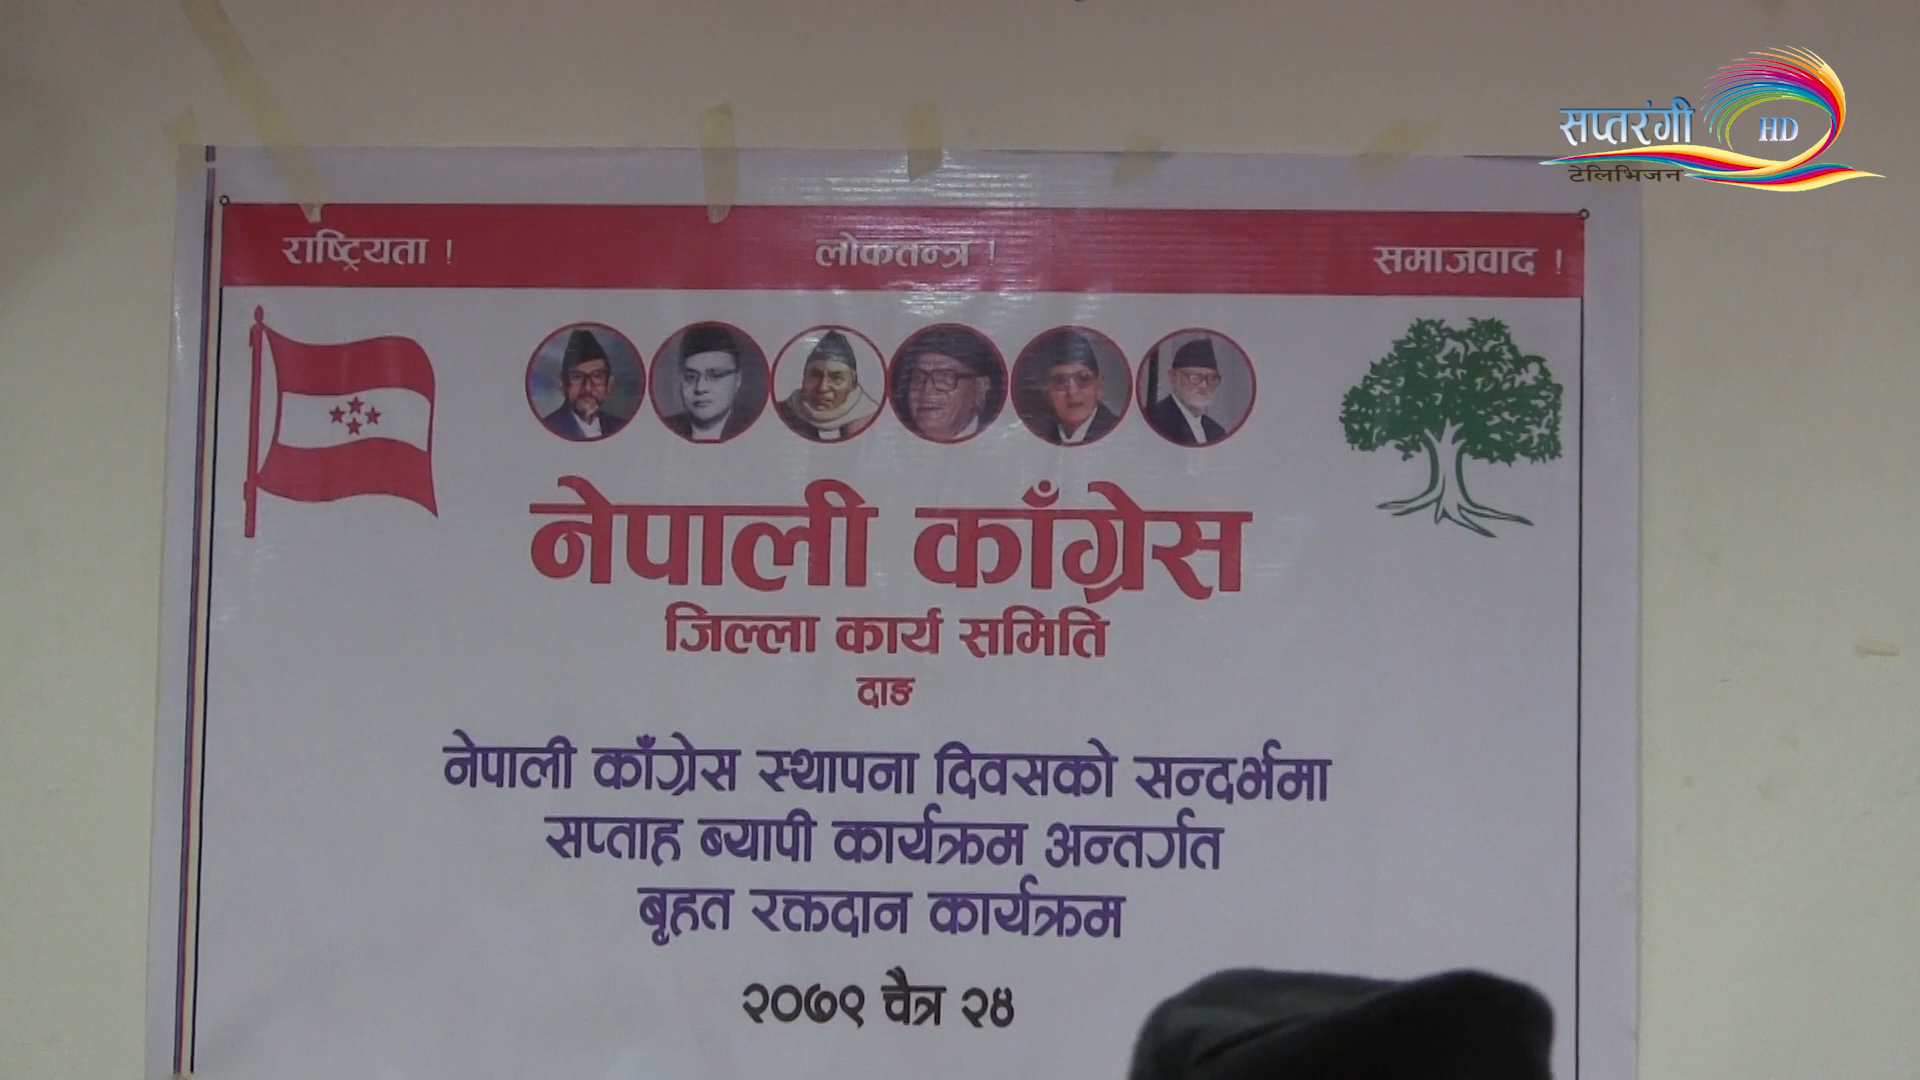 सप्तरंगी HD
टेलिभिजन
राष्ट्रियता ! लोकतन्त्र ! समाजवाद !
नेपाली काँग्रेस
जिल्ला कार्य समिति
दाङ
नेपाली काँग्रेस स्थापना दिवसको सन्दर्भमा
सप्ताह ब्यापी कार्यक्रम अन्तर्गत
बृहत रक्तदान कार्यक्रम
२०७९ चैत्र २४